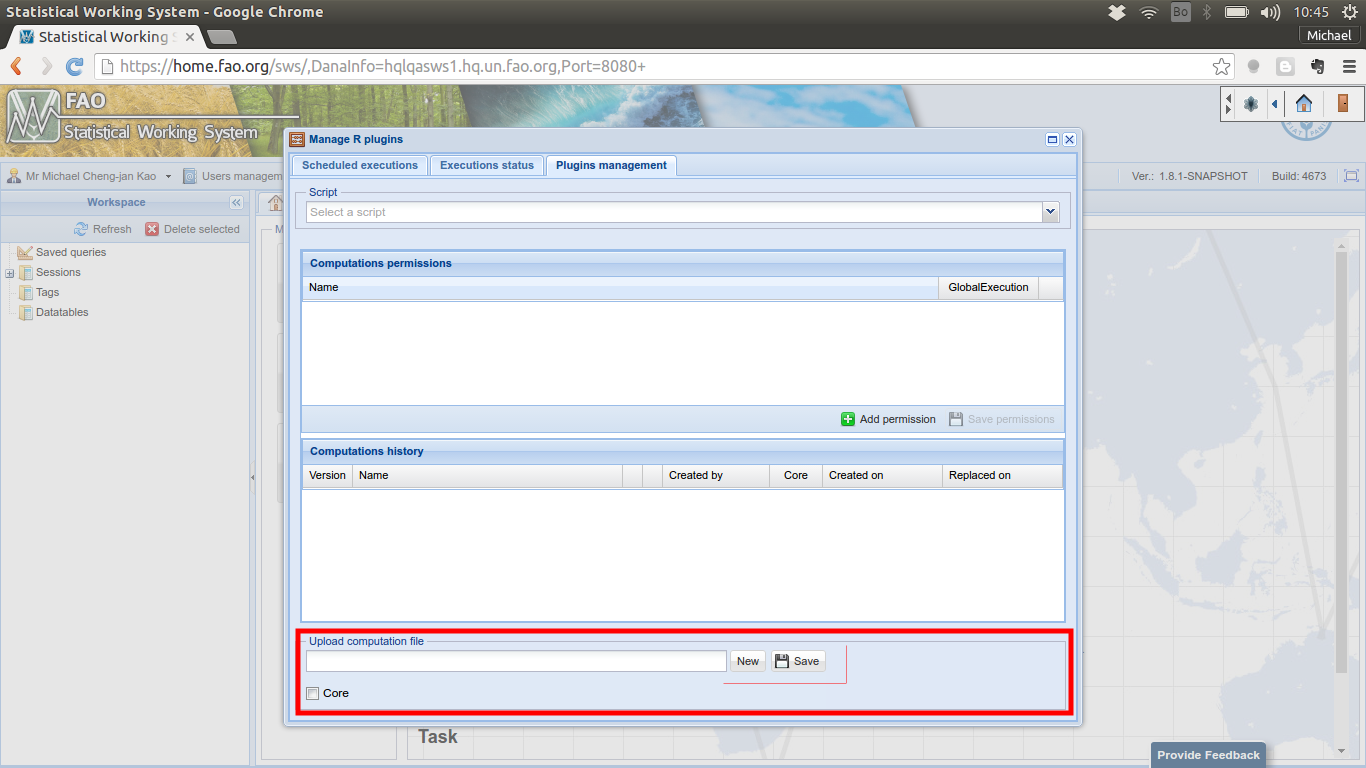 Statistical Working System - Google Chrome
Bo
10:45
Statistical Working S
Michael
https://home.fao.org/sws/,DanaInfo=hqlqasws1.hq.un.fao.org,Port=8080+
FAO
Statistical Working System
Manage R plugins
Scheduled executions
Executions status
Plugins management
Mr Michael Cheng-jan Kao
Users managem
Ver.: 1.8.1-SNAPSHOT
Build: 4673
Workspace
Refresh
Delete selected
Saved queries
Sessions
Tags
Datatables
M
Script
Select a script
Computations permissions
Name
GlobalExecution
Add permission
Save permissions
Computations history
Version
Name
Created by
Core
Created on
Replaced on
Upload computation file
New
Save
Core
Task
Provide Feedback